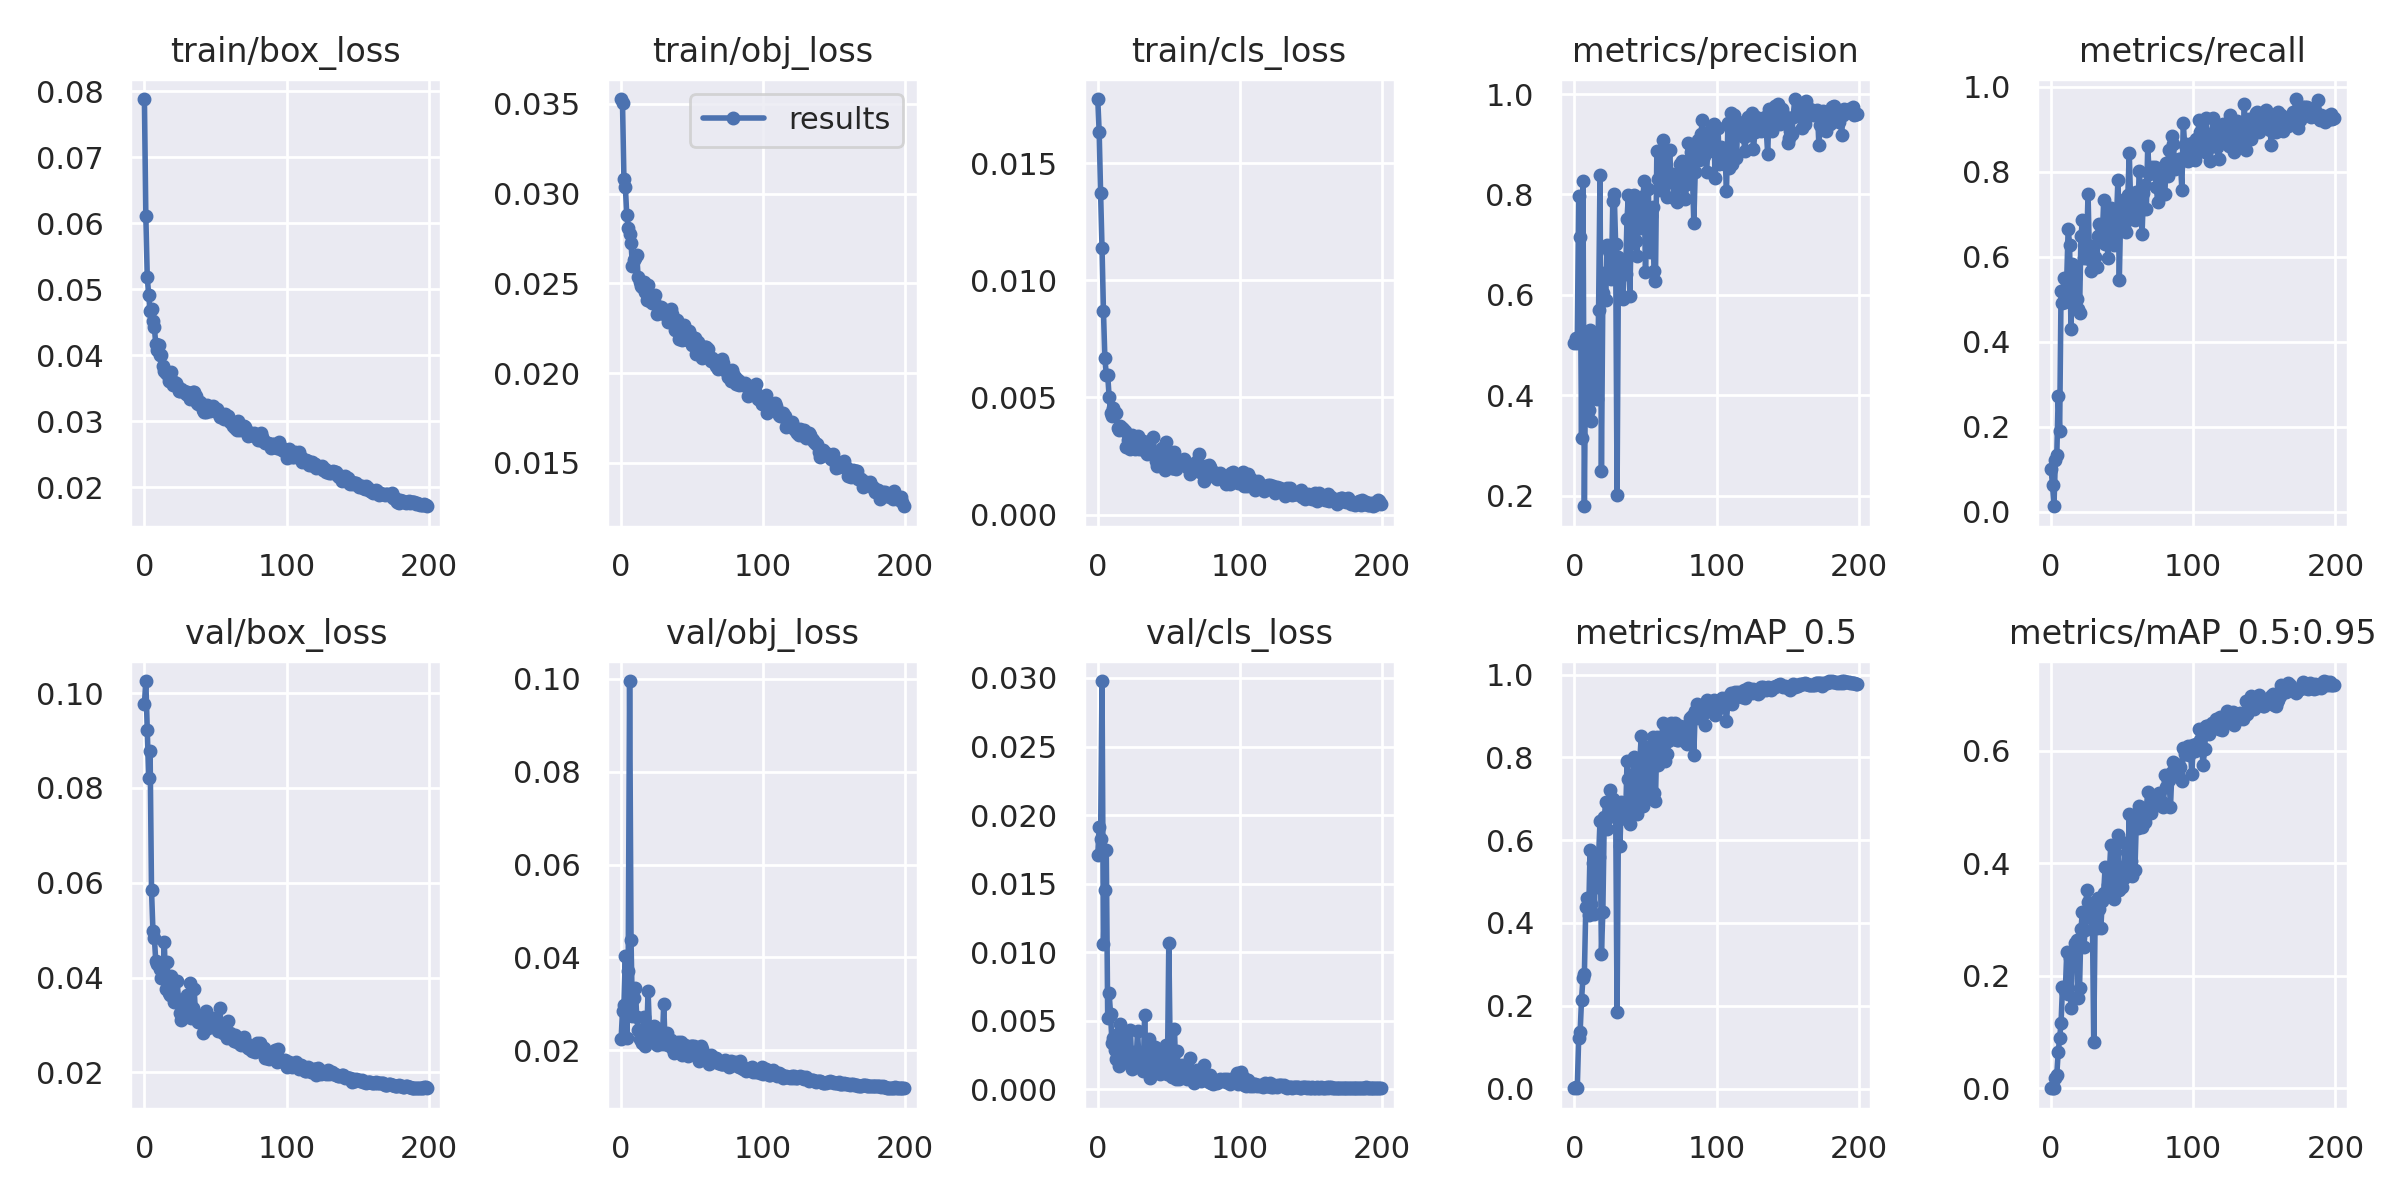 train/box_loss
0.08
0.07
0.06
0.05
0.04
0.03
0.02
0 100 200
train/obj_loss
results
0.035
0.030
0.025
0.020
0.015
0 100 200
train/cls_loss
0.015
0.010
0.005
0.000
0 100 200
metrics/precision
1.0
0.8
0.6
0.4
0.2
0 100 200
metrics/recall
1.0
0.8
0.6
0.4
0.2
0.0
0 100 200
val/box_loss
0.10
0.08
0.06
0.04
0.02
0 100 200
val/obj_loss
0.10
0.08
0.06
0.04
0.02
0 100 200
val/cls_loss
0.030
0.025
0.020
0.015
0.010
0.005
0.000
0 100 200
metrics/mAP_0.5
1.0
0.8
0.6
0.4
0.2
0.0
0 100 200
metrics/mAP_0.5:0.95
0.6
0.4
0.2
0.0
0 100 200